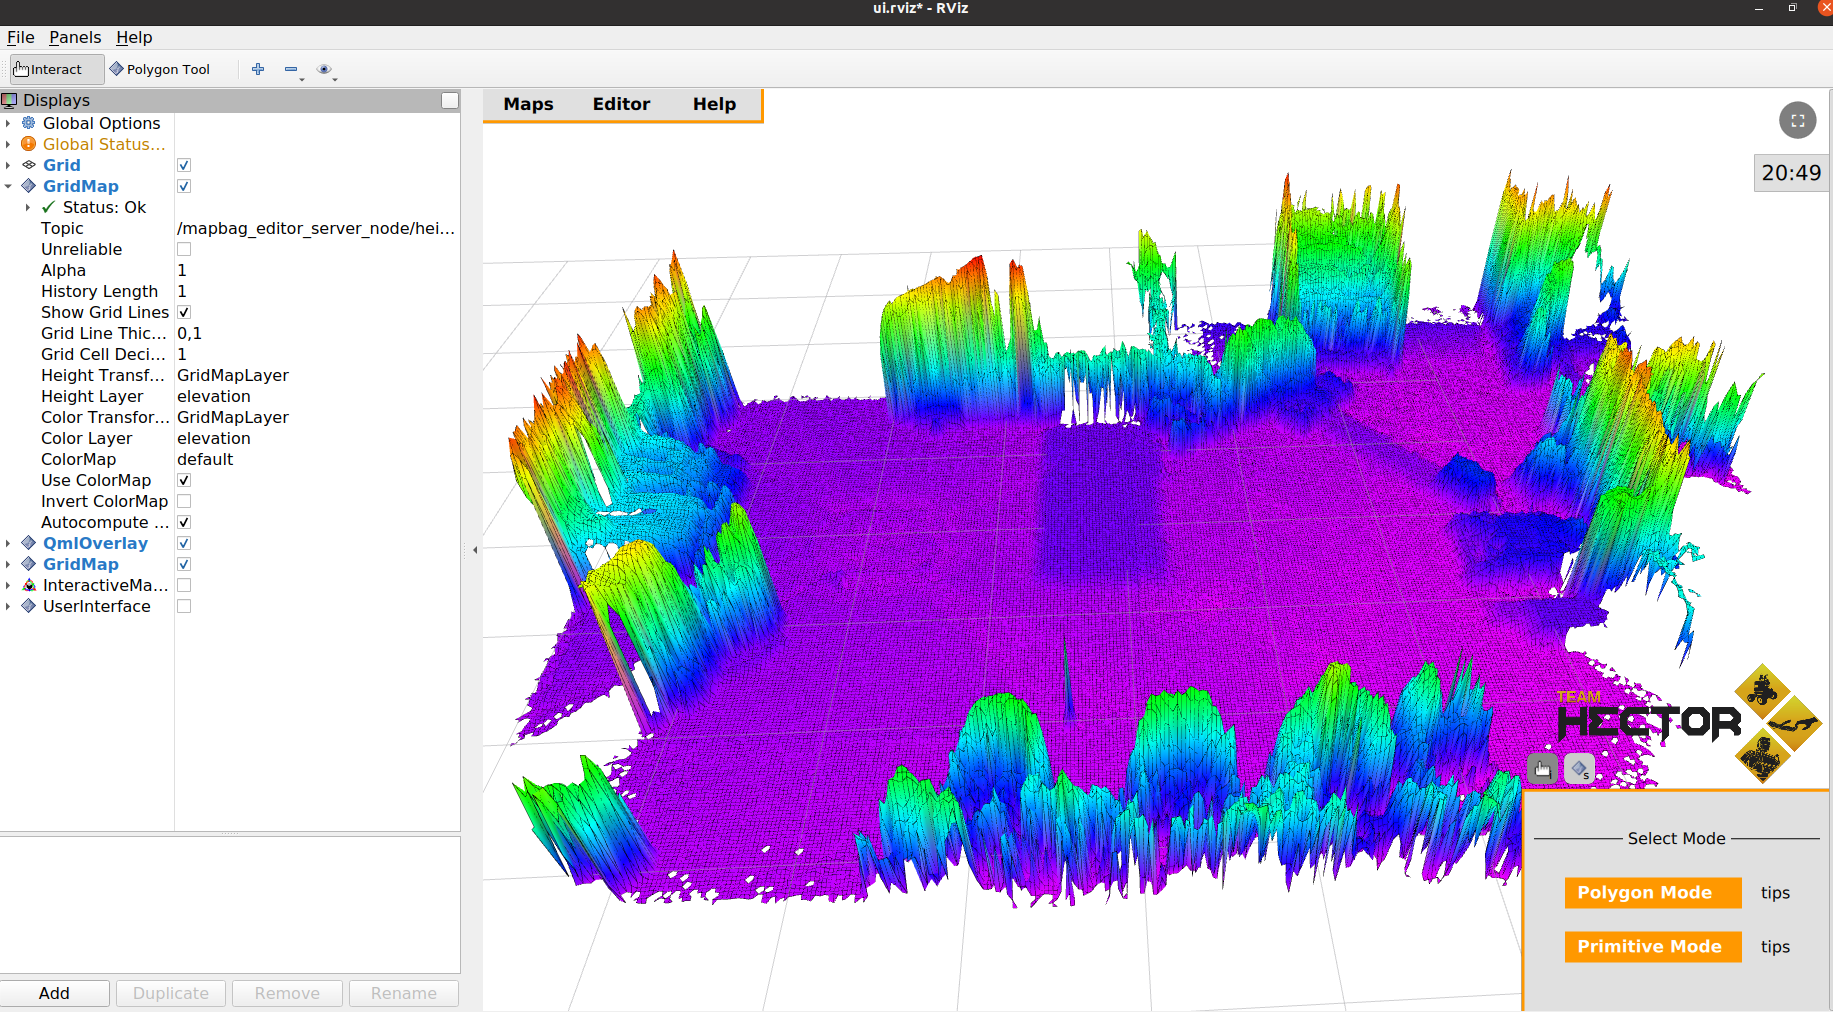 ui.rviz* - RViz
File Panels Help
Interact Polygon Tool
Displays
Global Options
Global Status...
Grid
GridMap
Status: Ok
Topic /mapbag_editor_server_node/hei...
Unreliable
Alpha 1
History Length 1
Show Grid Lines
Grid Line Thic... 0,1
Grid Cell Deci... 1
Height Transf... GridMapLayer
Height Layer elevation
Color Transfor... GridMapLayer
Color Layer elevation
ColorMap default
Use ColorMap
Invert ColorMap
Autocompute ...
QmlOverlay
GridMap
InteractiveMa...
UserInterface
Add Duplicate Remove Rename
Maps Editor Help
20:49
TEAM
HECTOR
S
Select Mode
Polygon Mode tips
Primitive Mode tips